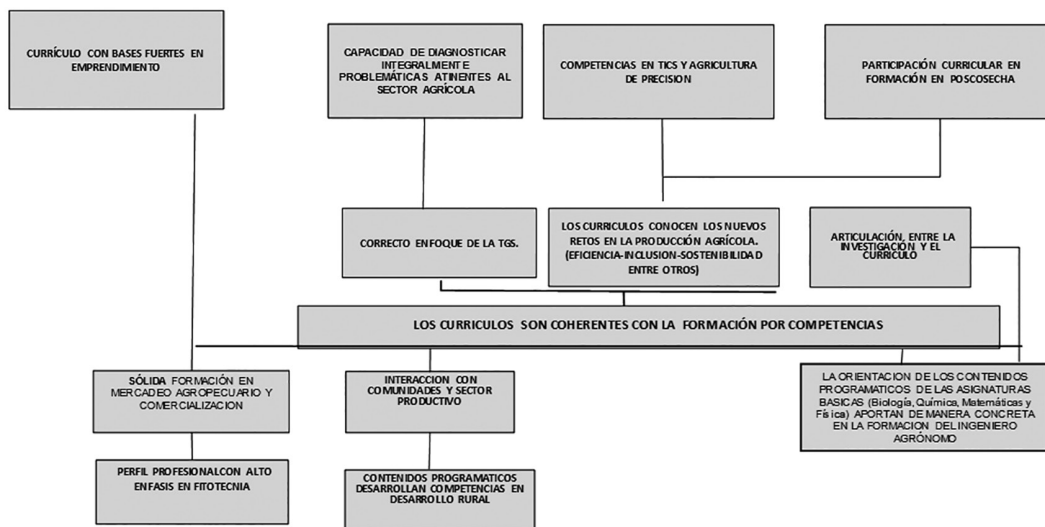 CURRÍCULO CON BASES FUERTES EN
EMPRENDIMIENTO
CAPACIDAD DE DIAGNOSTICAR
INTEGRALMENTE
PROBLEMÁTICAS ATINENTES AL
SECTOR AGRÍCOLA
COMPETENCIAS EN TICS Y AGRICULTURA
DE PRECISION
PARTICIPACIÓN CURRICULAR EN
FORMACIÓN EN POSCOSECHA
CORRECTO ENFOQUE DE LA TGS.
LOS CURRICULOS CONOCEN LOS NUEVOS
RETOS EN LA PRODUCCIÓN AGRÍCOLA.
(EFICIENCIA-INCLUSION-SOSTENIBILIDAD
ENTRE OTROS)
ARTICULACIÓN, ENTRE LA
INVESTIGACIÓN Y EL
CURRÍCULO
LOS CURRICULOS SON COHERENTES CON LA FORMACIÓN POR COMPETENCIAS
SÓLIDA FORMACIÓN EN
MERCADEO AGROPECUARIO Y
COMERCIALIZACION
INTERACCION CON
COMUNIDADES Y SECTOR
PRODUCTIVO
LA ORIENTACION DE LOS CONTENIDOS
PROGRAMATICOS DE LAS ASIGNATURAS
BASICAS (Biología, Química, Matemáticas y
Física) APORTAN DE MANERA CONCRETA
EN LA FORMACION DEL INGENIERO
AGRÓNOMO
PERFIL PROFESIONALCON ALTO
ENFASIS EN FITOTECNIA
CONTENIDOS PROGRAMATICOS
DESARROLLAN COMPETENCIAS EN
DESARROLLO RURAL